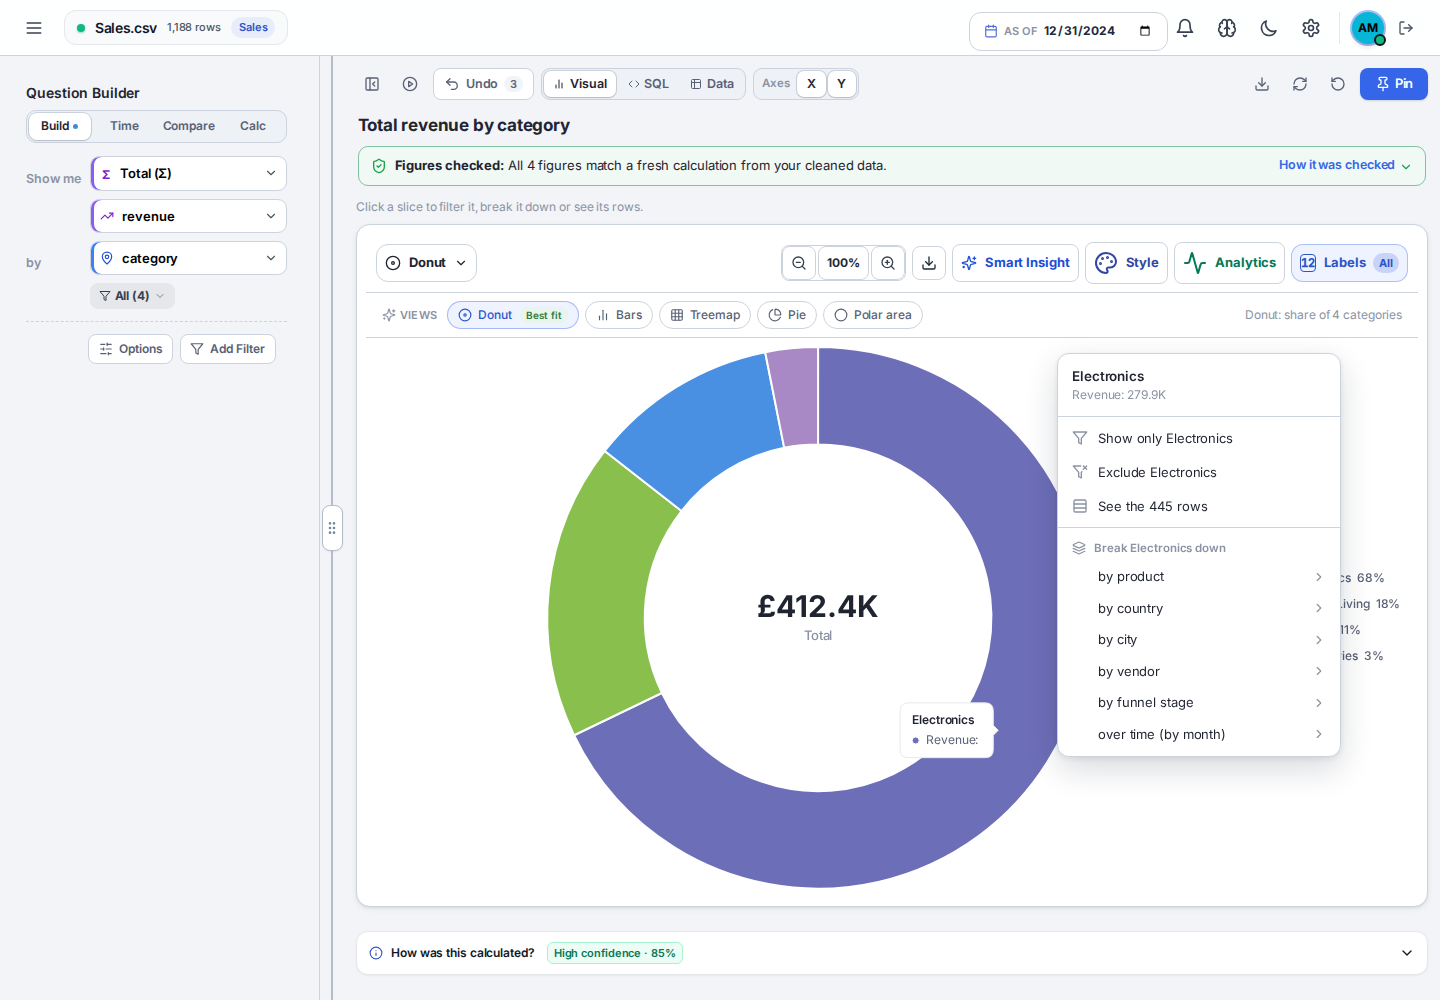 Sales.csv 1,188 rows Sales
AS OF 12/31/2024
AM
Question Builder
Build Time Compare Calc
Show me Total (Σ)
revenue
by category
All (4)
Options Add Filter
Undo 3 Visual SQL Data Axes X Y Pin
Total revenue by category
Figures checked: All 4 figures match a fresh calculation from your cleaned data. How it was checked
Click a slice to filter it, break it down or see its rows.
Donut 100% Smart Insight Style Analytics 12 Labels All
VIEWS Donut Best fit Bars Treemap Pie Polar area Donut: share of 4 categories
Electronics
Revenue: 279.9K
Show only Electronics
Exclude Electronics
See the 445 rows
Break Electronics down
by product
by country
by city
by vendor
by funnel stage
over time (by month)
cs 68%
Living 18%
11%
ies 3%
£412.4K
Total
Electronics
Revenue:
How was this calculated? High confidence · 85%